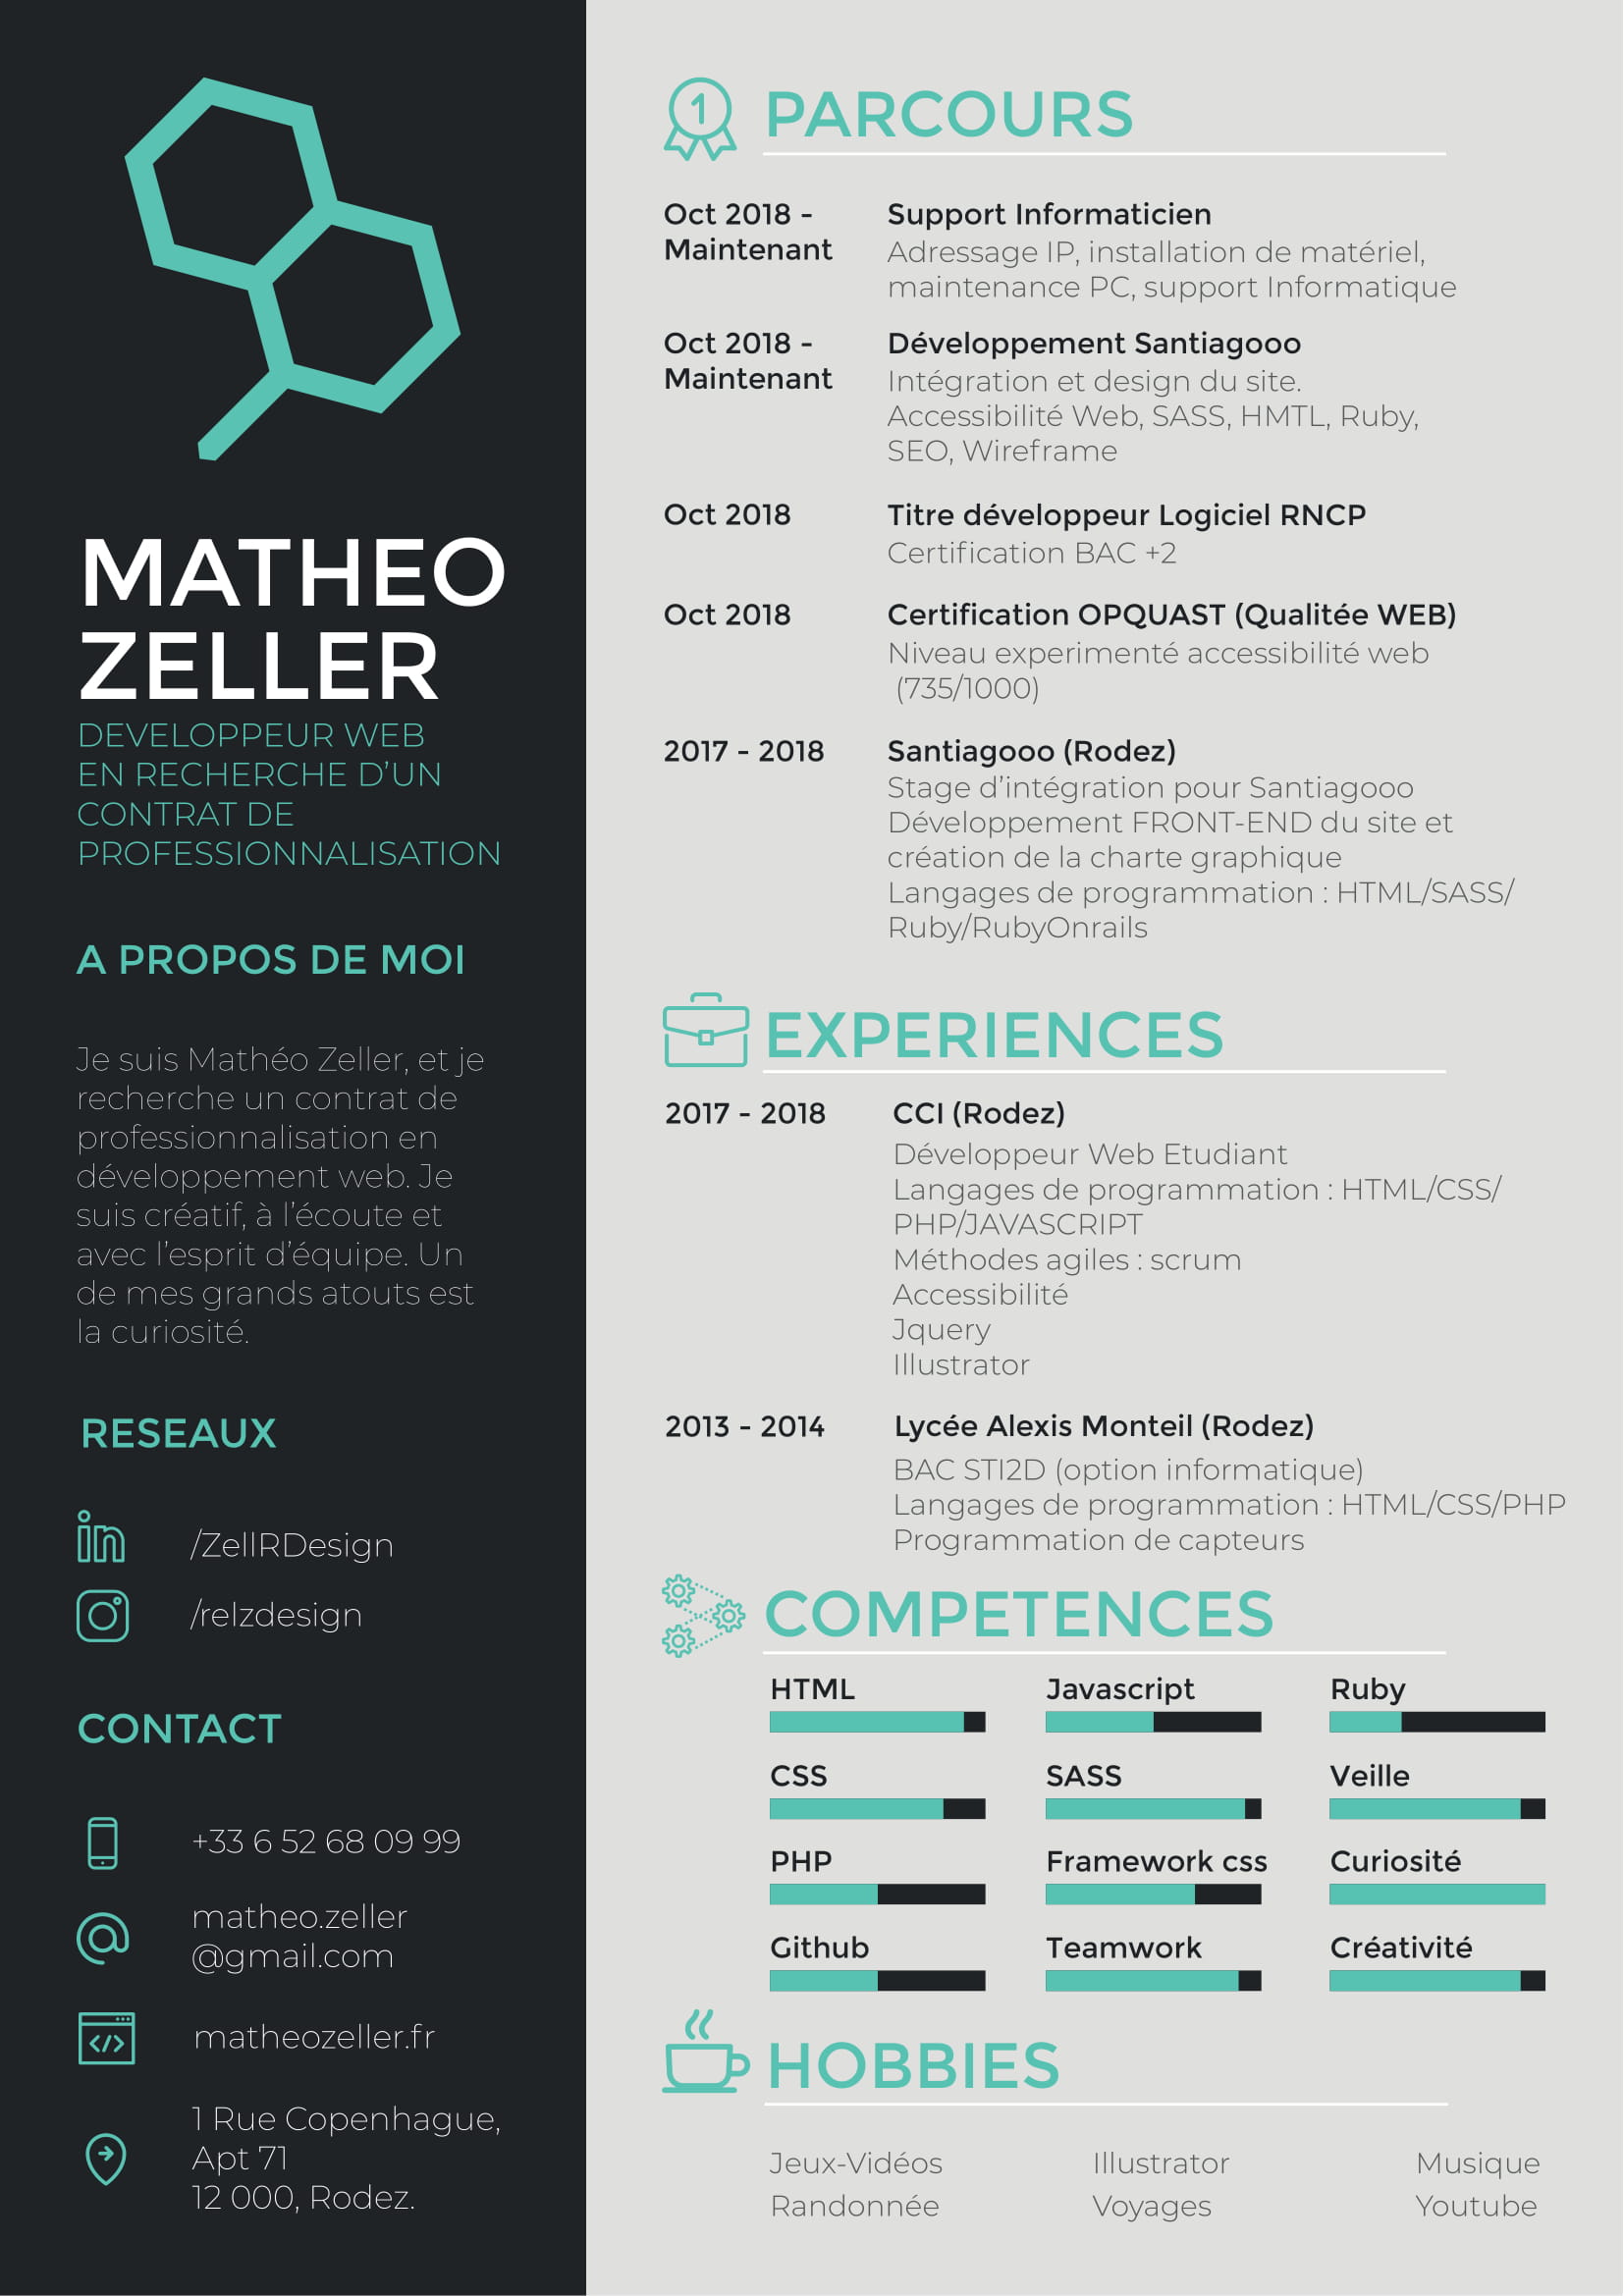 MATHEO
ZELLER
DEVELOPPEUR WEB
EN RECHERCHE D’UN
CONTRAT DE
PROFESSIONNALISATION
A PROPOS DE MOI
Je suis Mathéo Zeller, et je
recherche un contrat de
professionnalisation en
développement web. Je
suis créatif, à l’écoute et
avec l’esprit d’équipe. Un
de mes grands atouts est
la curiosité.
RESEAUX
/ZellRDesign
/relzdesign
CONTACT
+33 6 52 68 09 99
matheo.zeller
@gmail.com
matheozeller.fr
1 Rue Copenhague,
Apt 71
12 000, Rodez.
1
PARCOURS
Oct 2018 -
Maintenant
Support Informaticien
Adressage IP, installation de matériel,
maintenance PC, support Informatique
Oct 2018 -
Maintenant
Développement Santiagooo
Intégration et design du site.
Accessibilité Web, SASS, HMTL, Ruby,
SEO, Wireframe
Oct 2018
Titre développeur Logiciel RNCP
Certification BAC +2
Oct 2018
Certification OPQUAST (Qualitée WEB)
Niveau experimenté accessibilité web
(735/1000)
2017 - 2018
Santiagooo (Rodez)
Stage d’intégration pour Santiagooo
Développement FRONT-END du site et
création de la charte graphique
Langages de programmation : HTML/SASS/
Ruby/RubyOnrails
EXPERIENCES
2017 - 2018
CCI (Rodez)
Développeur Web Etudiant
Langages de programmation : HTML/CSS/
PHP/JAVASCRIPT
Méthodes agiles : scrum
Accessibilité
Jquery
Illustrator
2013 - 2014
Lycée Alexis Monteil (Rodez)
BAC STI2D (option informatique)
Langages de programmation : HTML/CSS/PHP
Programmation de capteurs
COMPETENCES
HTML
Javascript
Ruby
CSS
SASS
Veille
PHP
Framework css
Curiosité
Github
Teamwork
Créativité
HOBBIES
Jeux-Vidéos
Illustrator
Musique
Randonnée
Voyages
Youtube